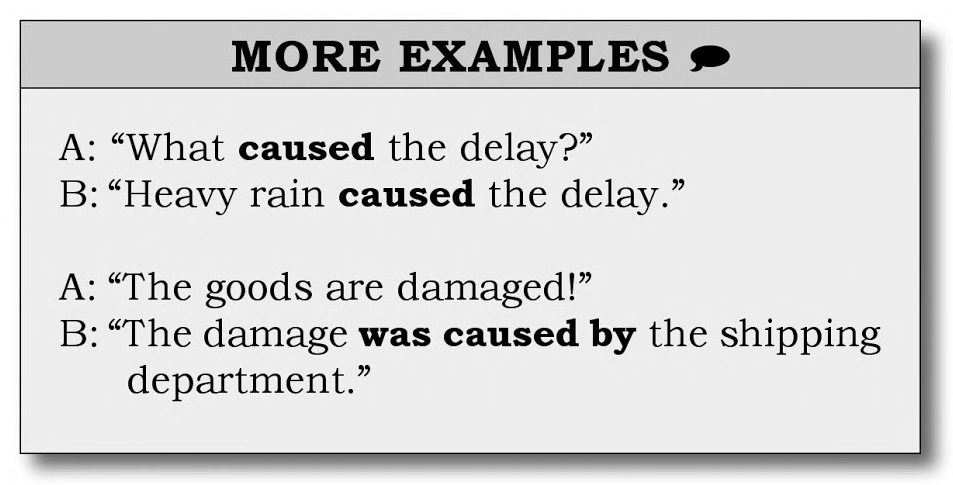 MORE EXAMPLES
A: “What caused the delay?”
B: “Heavy rain caused the delay.”
A: “The goods are damaged!”
B: “The damage was caused by the shipping
department.”